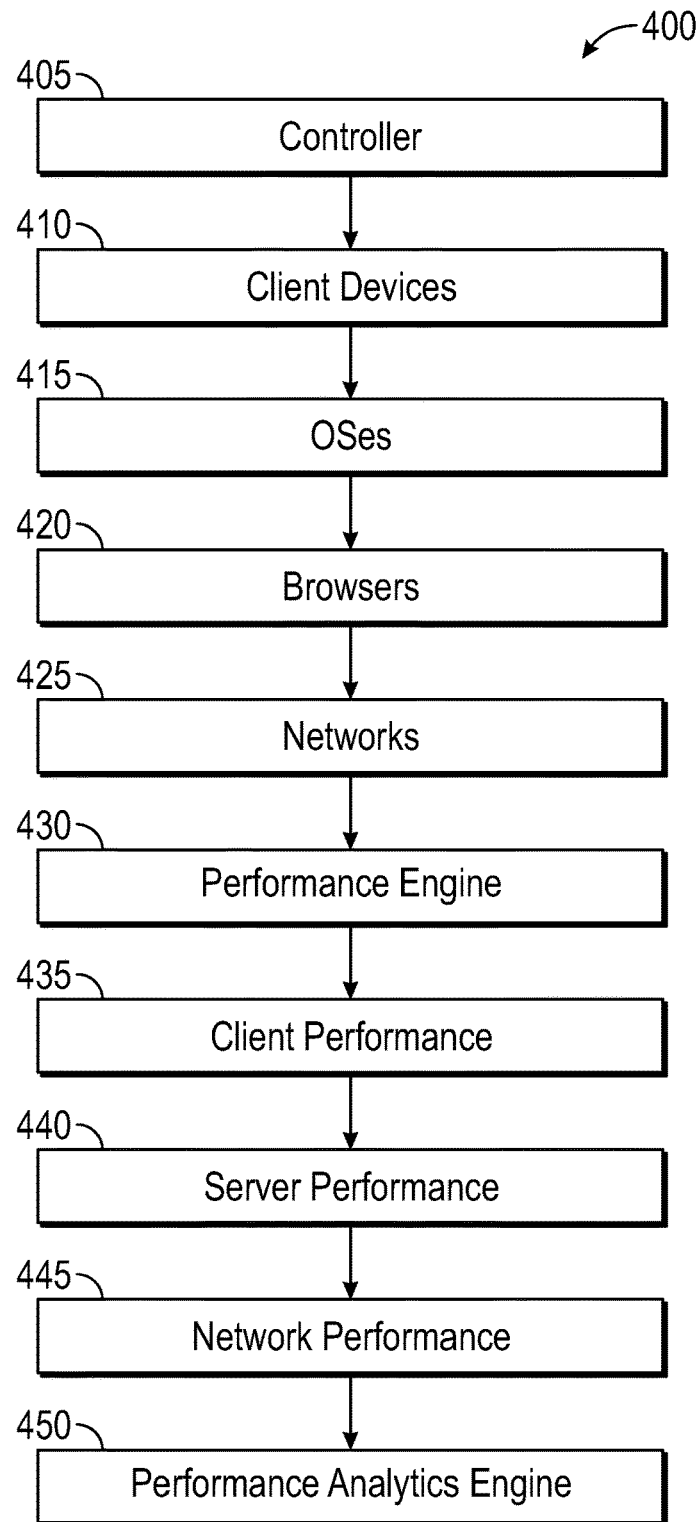 400
405
Controller
410
Client Devices
415
OSes
420
Browsers
425
Networks
430
Performance Engine
435
Client Performance
440
Server Performance
445
Network Performance
450
Performance Analytics Engine